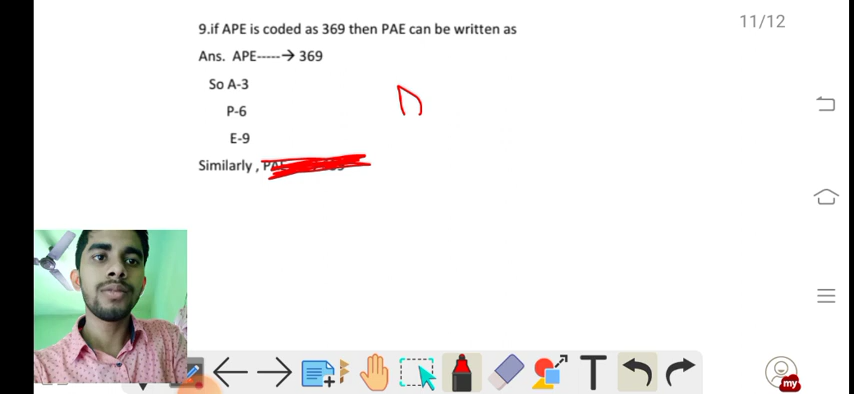 11/12
9.if APE is coded as 369 then PAE can be written as
Ans. APE-----→ 369
So A-3
P-6
E-9
Similarly ,
T
my